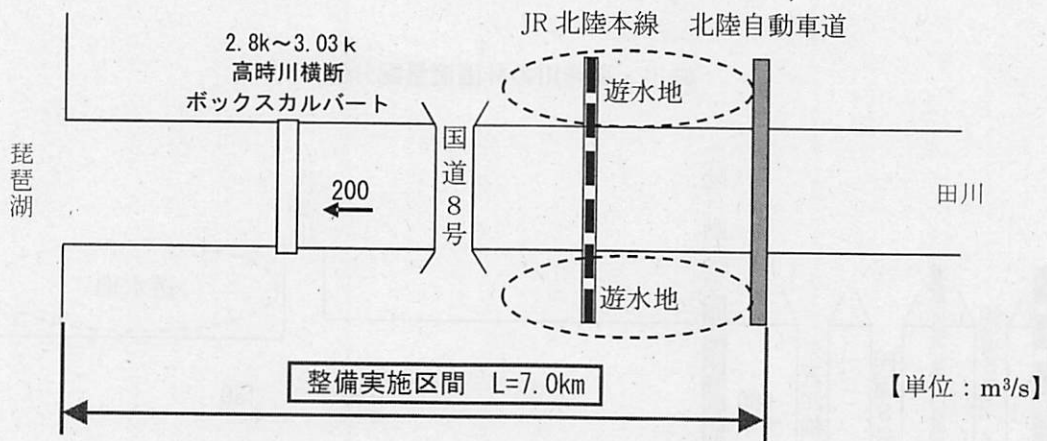 JR 北陸本線 北陸自動車道
2.8k～3.03k
高時川横断
ボックスカルバート
遊水地
琵琶湖
200
国道8号
田川
遊水地
整備実施区間 L=7.0km
【単位：m³/s】